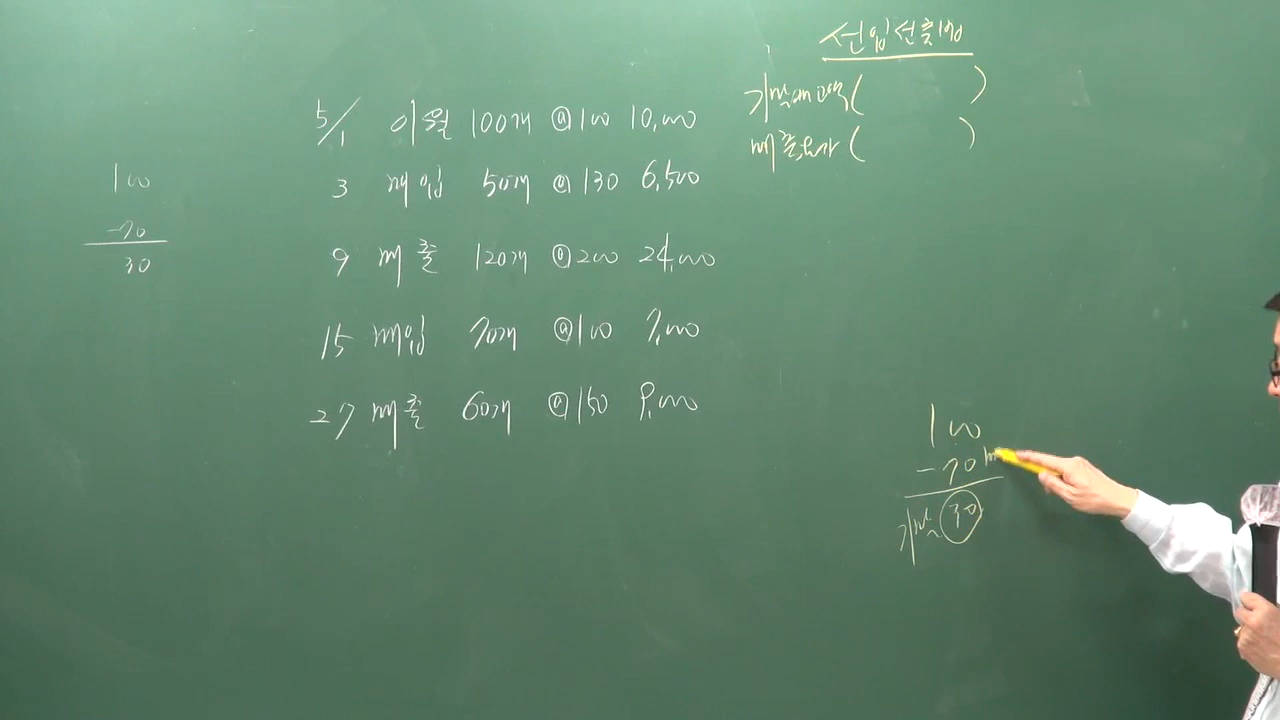 선입선출법
기말재고액(          )
매출원가(          )
5/1 이월 100개 @100 10,000
3 매입 50개 @130 6,500
9 매출 120개 @200 24,000
15 매입 70개 @100 7,000
27 매출 60개 @150 9,000
100
-70
30
100
-70
기말 30